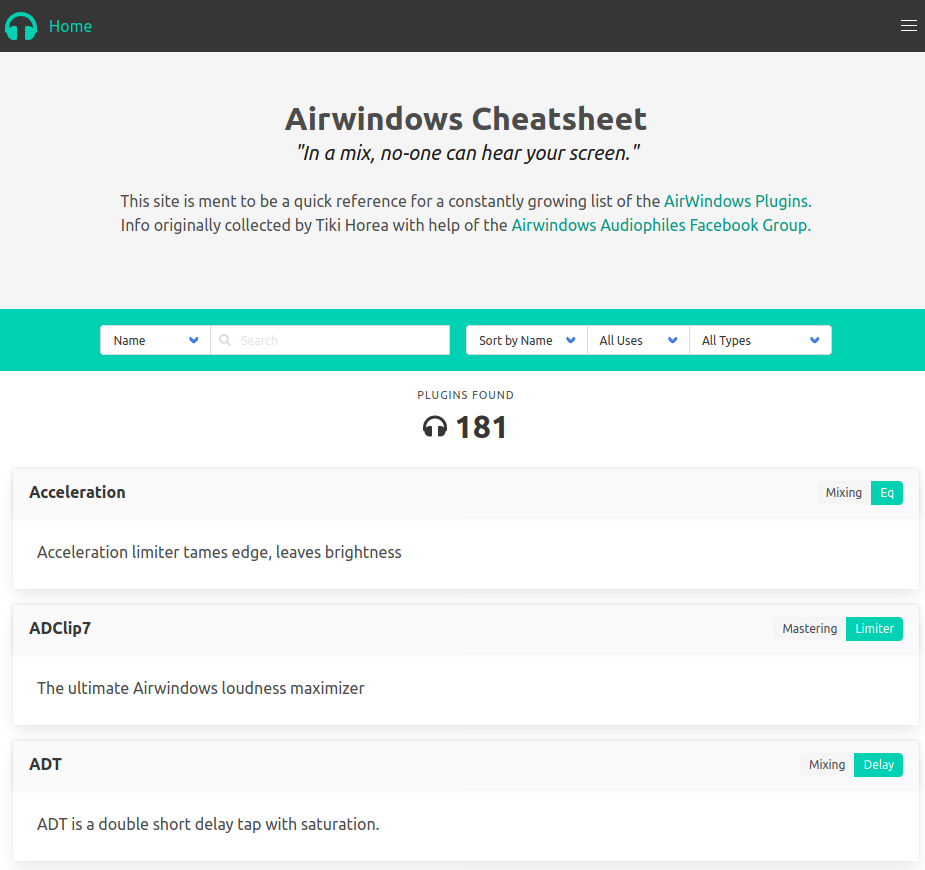 Home
Airwindows Cheatsheet
"In a mix, no-one can hear your screen."
This site is ment to be a quick reference for a constantly growing list of the AirWindows Plugins.
Info originally collected by Tiki Horea with help of the Airwindows Audiophiles Facebook Group.
Name Search Sort by Name All Uses All Types
PLUGINS FOUND
181
Acceleration Mixing Eq
Acceleration limiter tames edge, leaves brightness
ADClip7 Mastering Limiter
The ultimate Airwindows loudness maximizer
ADT Mixing Delay
ADT is a double short delay tap with saturation.